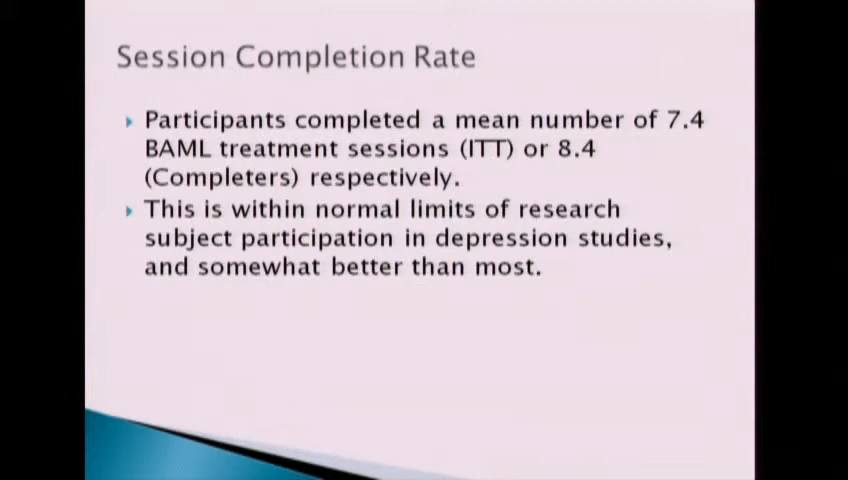 Session Completion Rate
Participants completed a mean number of 7.4
BAML treatment sessions (ITT) or 8.4
(Completers) respectively.
This is within normal limits of research
subject participation in depression studies,
and somewhat better than most.